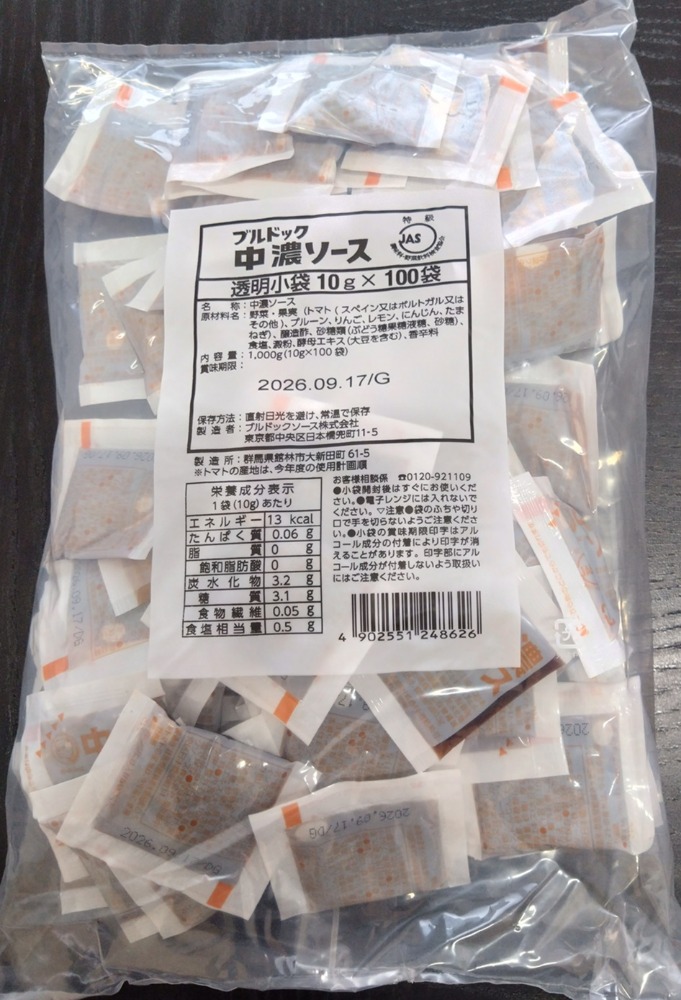 ブルドック
中濃ソース
特級
JAS
透明小袋 10g×100袋
名称：中濃ソース
原材料名：野菜・果実（トマト（スペイン又はポルトガル又は
その他）、プルーン、りんご、レモン、にんじん、たま
ねぎ）、醸造酢、砂糖類（ぶどう糖果糖液糖、砂糖）、
食塩、澱粉、酵母エキス（大豆を含む）、香辛料
内容量：1,000g(10g×100袋)
賞味期限：
2026.09.17/G
保存方法：直射日光を避け、常温で保存
製造者：ブルドックソース株式会社
東京都中央区日本橋兜町11-5
製造所：群馬県館林市大新田町61-5
※トマトの産地は、今年度の使用計画順
栄養成分表示
1袋(10g)あたり
エネルギー 13 kcal
たんぱく質 0.06 g
脂質 0 g
飽和脂肪酸 0 g
炭水化物 3.2 g
糖質 3.1 g
食物繊維 0.05 g
食塩相当量 0.5 g
お客様相談係 ☎0120-921109
●小袋開封後はすぐにお使いくだ
さい。●電子レンジには入れないで
ください。▽注意●袋のふちや切り
口で手を切らないようご注意くださ
い。●小袋の賞味期限印字はアル
コール成分の付着により印字が消
えることがあります。印字部にアル
コール成分が付着しないよう取扱い
にはご注意ください。
4 902551 248626
09.17/
2026.09.17/0G
2026.09.17/0G